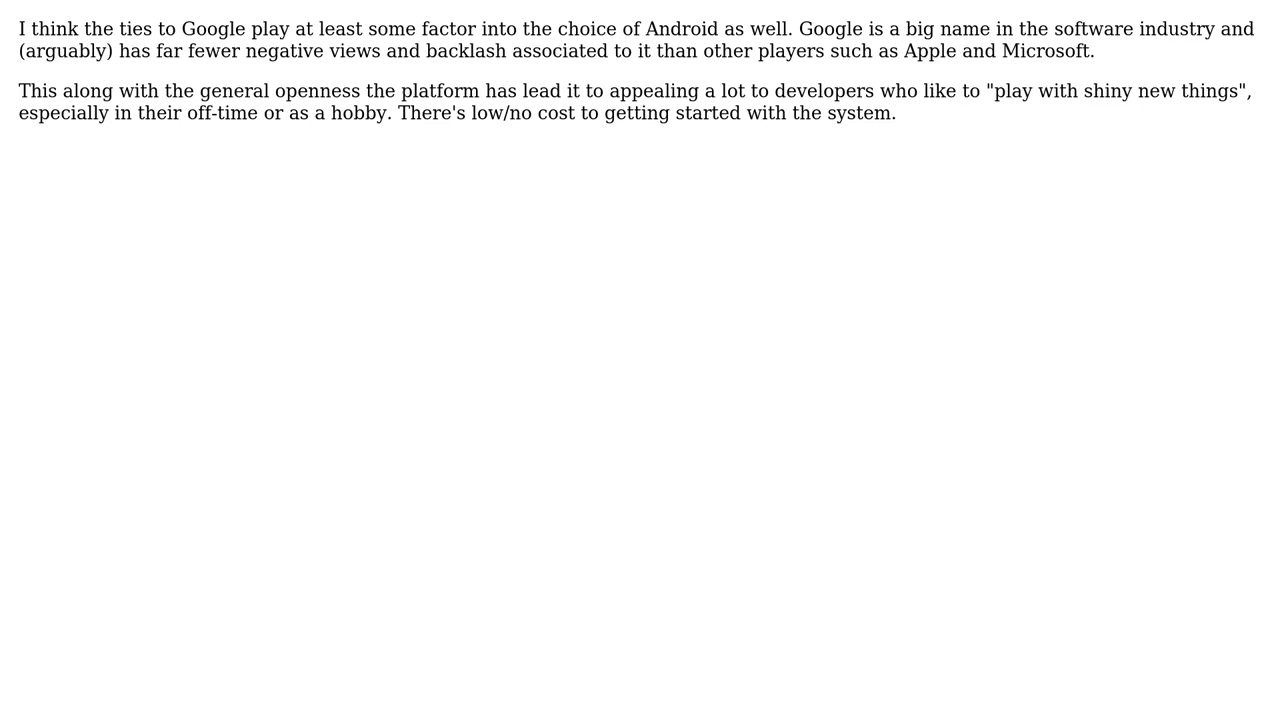 I think the ties to Google play at least some factor into the choice of Android as well. Google is a big name in the software industry and
(arguably) has far fewer negative views and backlash associated to it than other players such as Apple and Microsoft.
This along with the general openness the platform has lead it to appealing a lot to developers who like to "play with shiny new things",
especially in their off-time or as a hobby. There's low/no cost to getting started with the system.